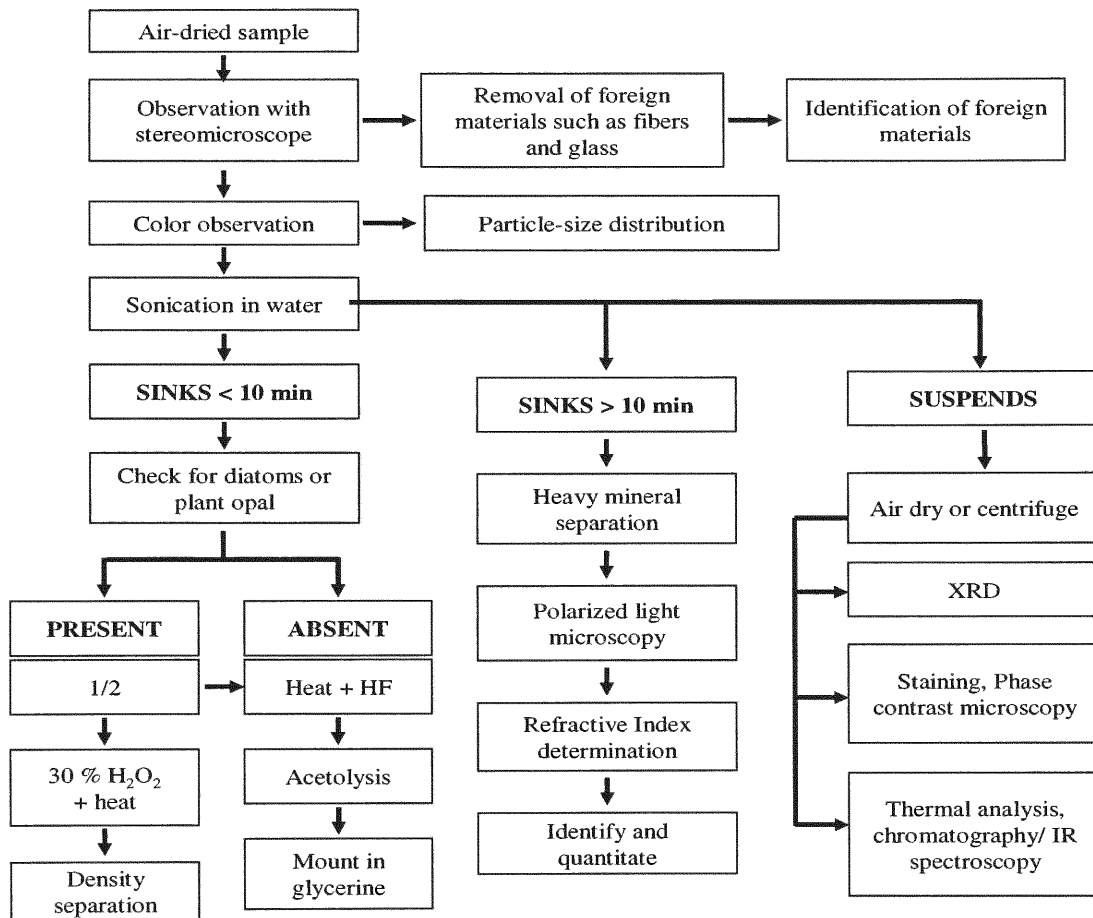 Air-dried sample
Observation with
stereomicroscope
Removal of foreign
materials such as fibers
and glass
Identification of foreign
materials
Color observation
Particle-size distribution
Sonication in water
SINKS < 10 min
SINKS > 10 min
SUSPENDS
Check for diatoms or
plant opal
Heavy mineral
separation
Air dry or centrifuge
PRESENT
ABSENT
Polarized light
microscopy
XRD
1/2
Heat + HF
Staining, Phase
contrast microscopy
Refractive Index
determination
30 % H₂O₂
+ heat
Acetolysis
Thermal analysis,
chromatography/ IR
spectroscopy
Identify and
quantitate
Density
separation
Mount in
glycerine